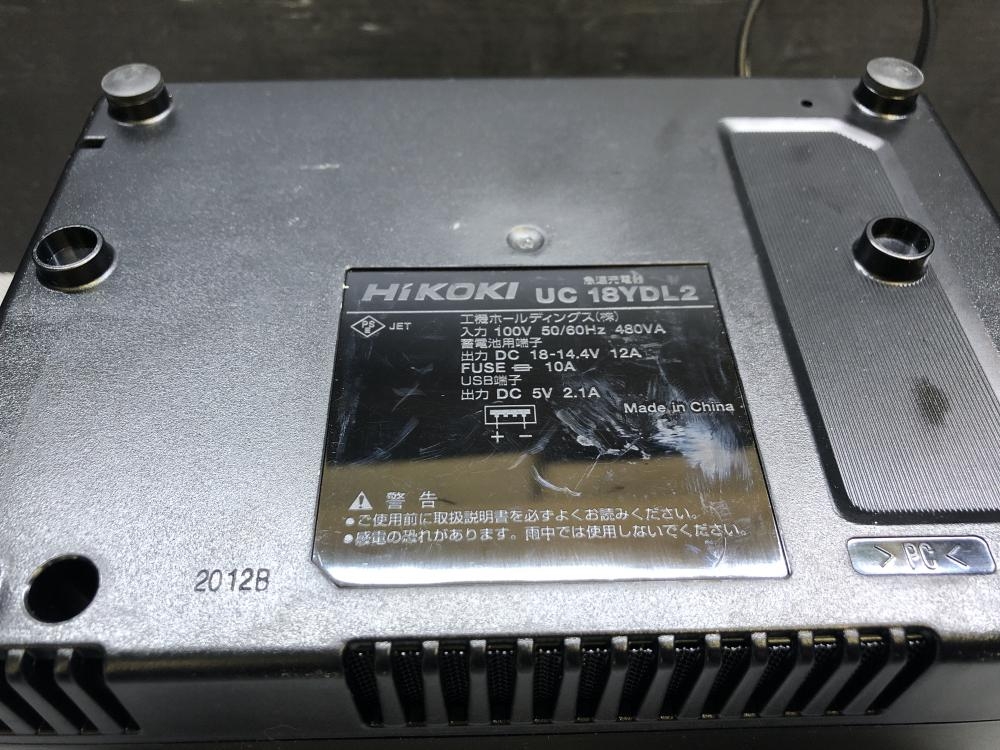 急速充電器
HiKOKI UC 18YDL2
PS
E
JET
工機ホールディングス(株)
入力 100V 50/60Hz 480VA
蓄電池用端子
出力 DC 18-14.4V 12A
FUSE 10A
USB端子
出力 DC 5V 2.1A
Made in China
+ −
警告
●ご使用前に取扱説明書を必ずよくお読みください。
●感電の恐れがあります。雨中では使用しないでください。
2012B
>PC<